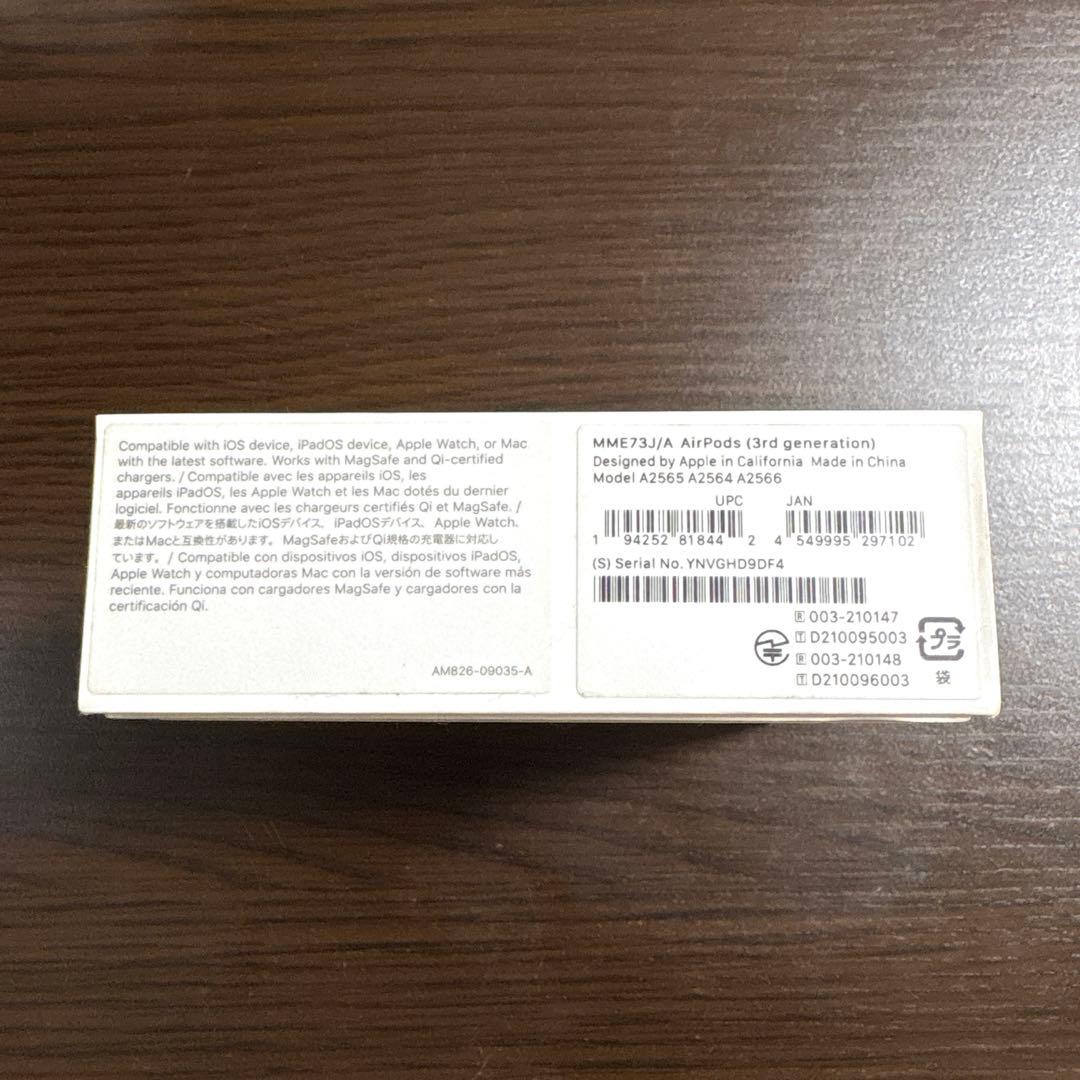 Compatible with iOS device, iPadOS device, Apple Watch, or Mac
with the latest software. Works with MagSafe and Qi-certified
chargers. / Compatible avec les appareils iOS, les
appareils iPadOS, les Apple Watch et les Mac dotés du dernier
logiciel. Fonctionne avec les chargeurs certifiés Qi et MagSafe. /
最新のソフトウェアを搭載したiOSデバイス、iPadOSデバイス、Apple Watch、
またはMacと互換性があります。MagSafeおよびQi規格の充電器に対応し
ています。/ Compatible con dispositivos iOS, dispositivos iPadOS,
Apple Watch y computadoras Mac con la versión de software más
reciente. Funciona con cargadores MagSafe y cargadores con la
certificación Qi.
AM826-09035-A
MME73J/A AirPods (3rd generation)
Designed by Apple in California Made in China
Model A2565 A2564 A2566
UPC JAN
1 94252 81844 2 4 549995 297102
(S) Serial No. YNVGHD9DF4
R 003-210147
T D210095003
R 003-210148
T D210096003
プラ
袋